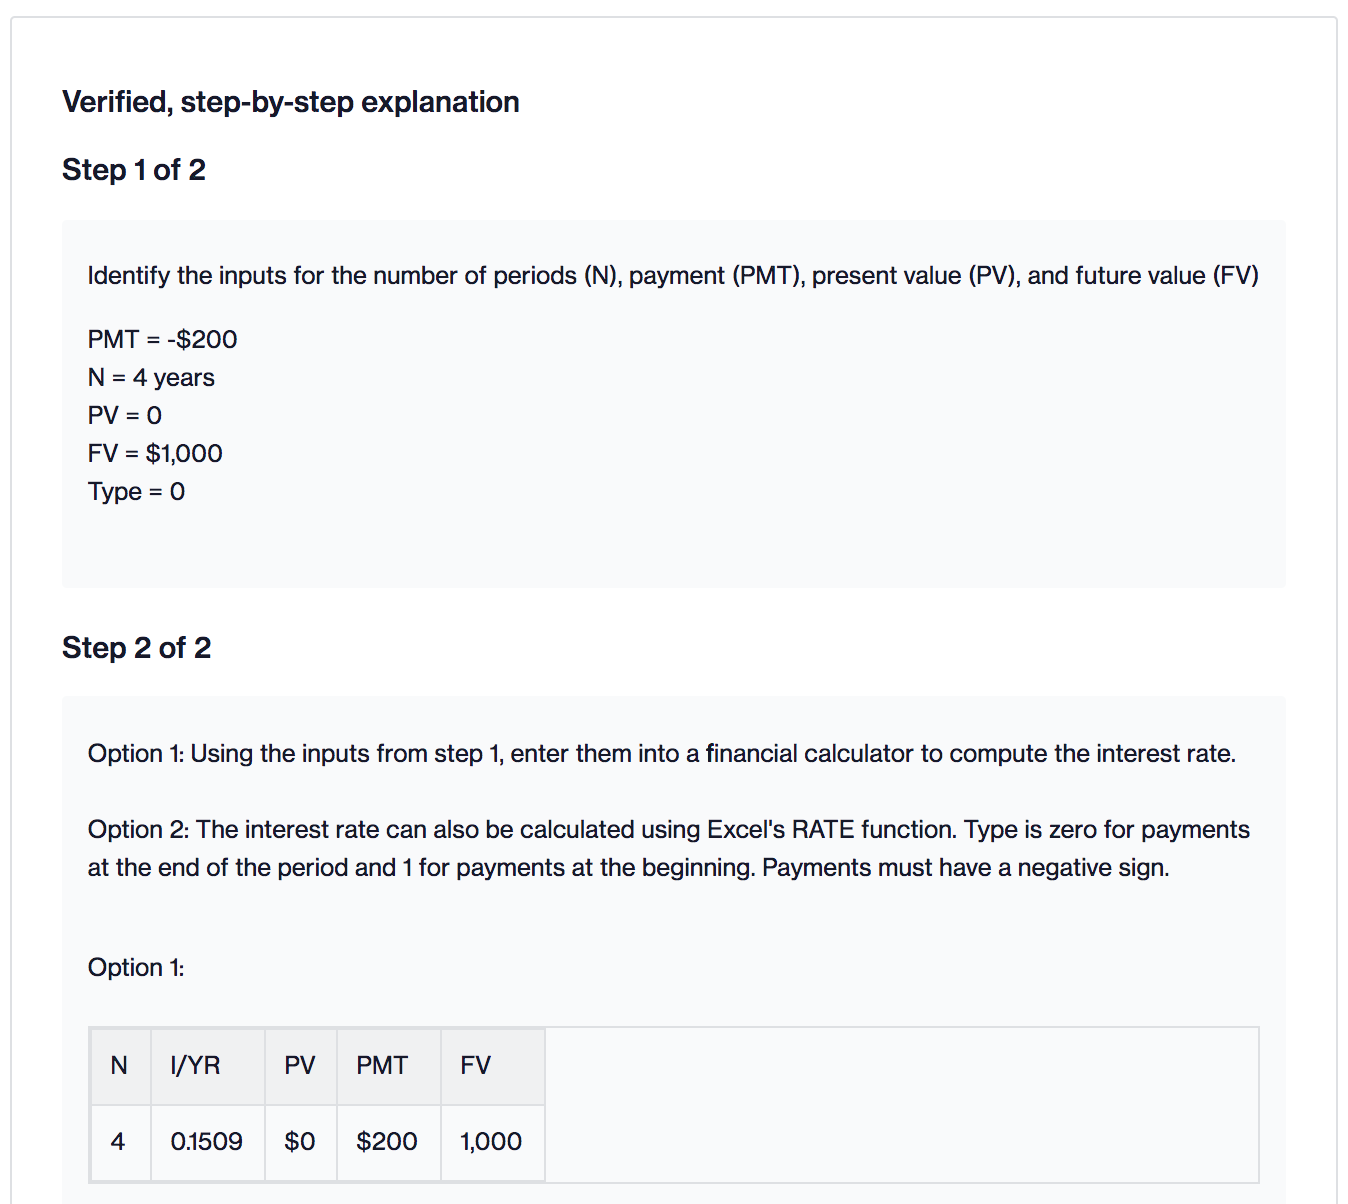 Verified, step-by-step explanation
Step 1 of 2
Identify the inputs for the number of periods (N), payment (PMT), present value (PV), and future value (FV)
PMT = -$200
N = 4 years
PV = 0
FV = $1,000
Type = 0
Step 2 of 2
Option 1: Using the inputs from step 1, enter them into a financial calculator to compute the interest rate.
Option 2: The interest rate can also be calculated using Excel's RATE function. Type is zero for payments
at the end of the period and 1 for payments at the beginning. Payments must have a negative sign.
Option 1:
N I/YR PV PMT FV
4 0.1509 $0 $200 1,000